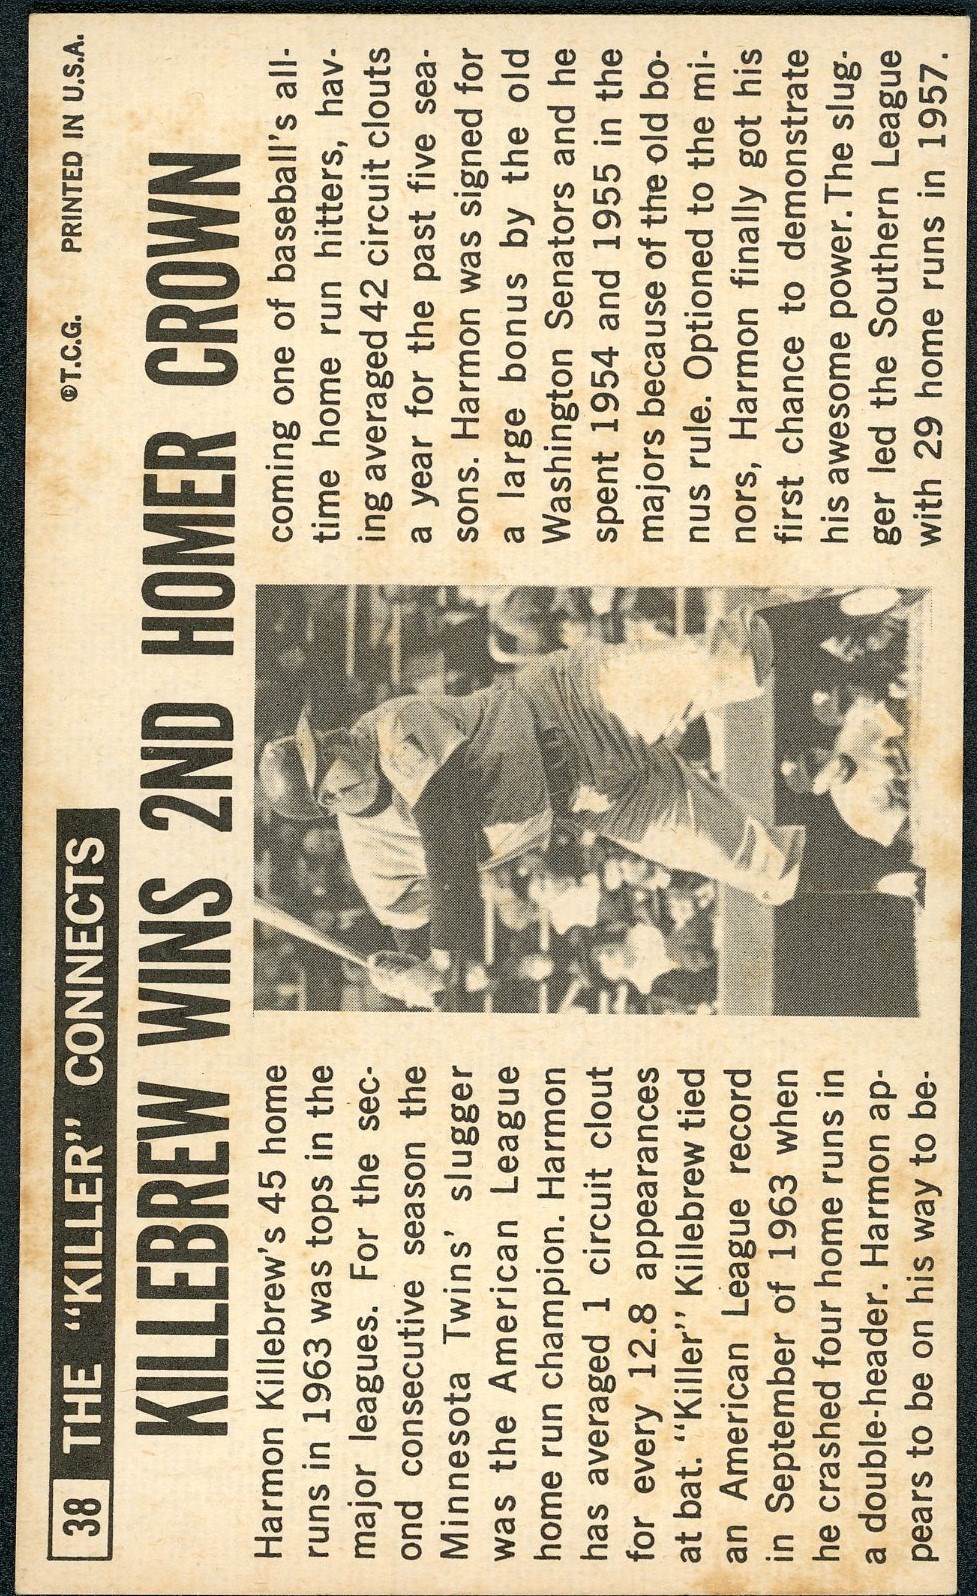 38 THE "KILLER" CONNECTS ©T.C.G. PRINTED IN U.S.A.
KILLEBREW WINS 2ND HOMER CROWN
Harmon Killebrew's 45 home
runs in 1963 was tops in the
major leagues. For the sec-
ond consecutive season the
Minnesota Twins' slugger
was the American League
home run champion. Harmon
has averaged 1 circuit clout
for every 12.8 appearances
at bat. "Killer" Killebrew tied
an American League record
in September of 1963 when
he crashed four home runs in
a double-header. Harmon ap-
pears to be on his way to be-
coming one of baseball's all-
time home run hitters, hav-
ing averaged 42 circuit clouts
a year for the past five sea-
sons. Harmon was signed for
a large bonus by the old
Washington Senators and he
spent 1954 and 1955 in the
majors because of the old bo-
nus rule. Optioned to the mi-
nors, Harmon finally got his
first chance to demonstrate
his awesome power. The slug-
ger led the Southern League
with 29 home runs in 1957.